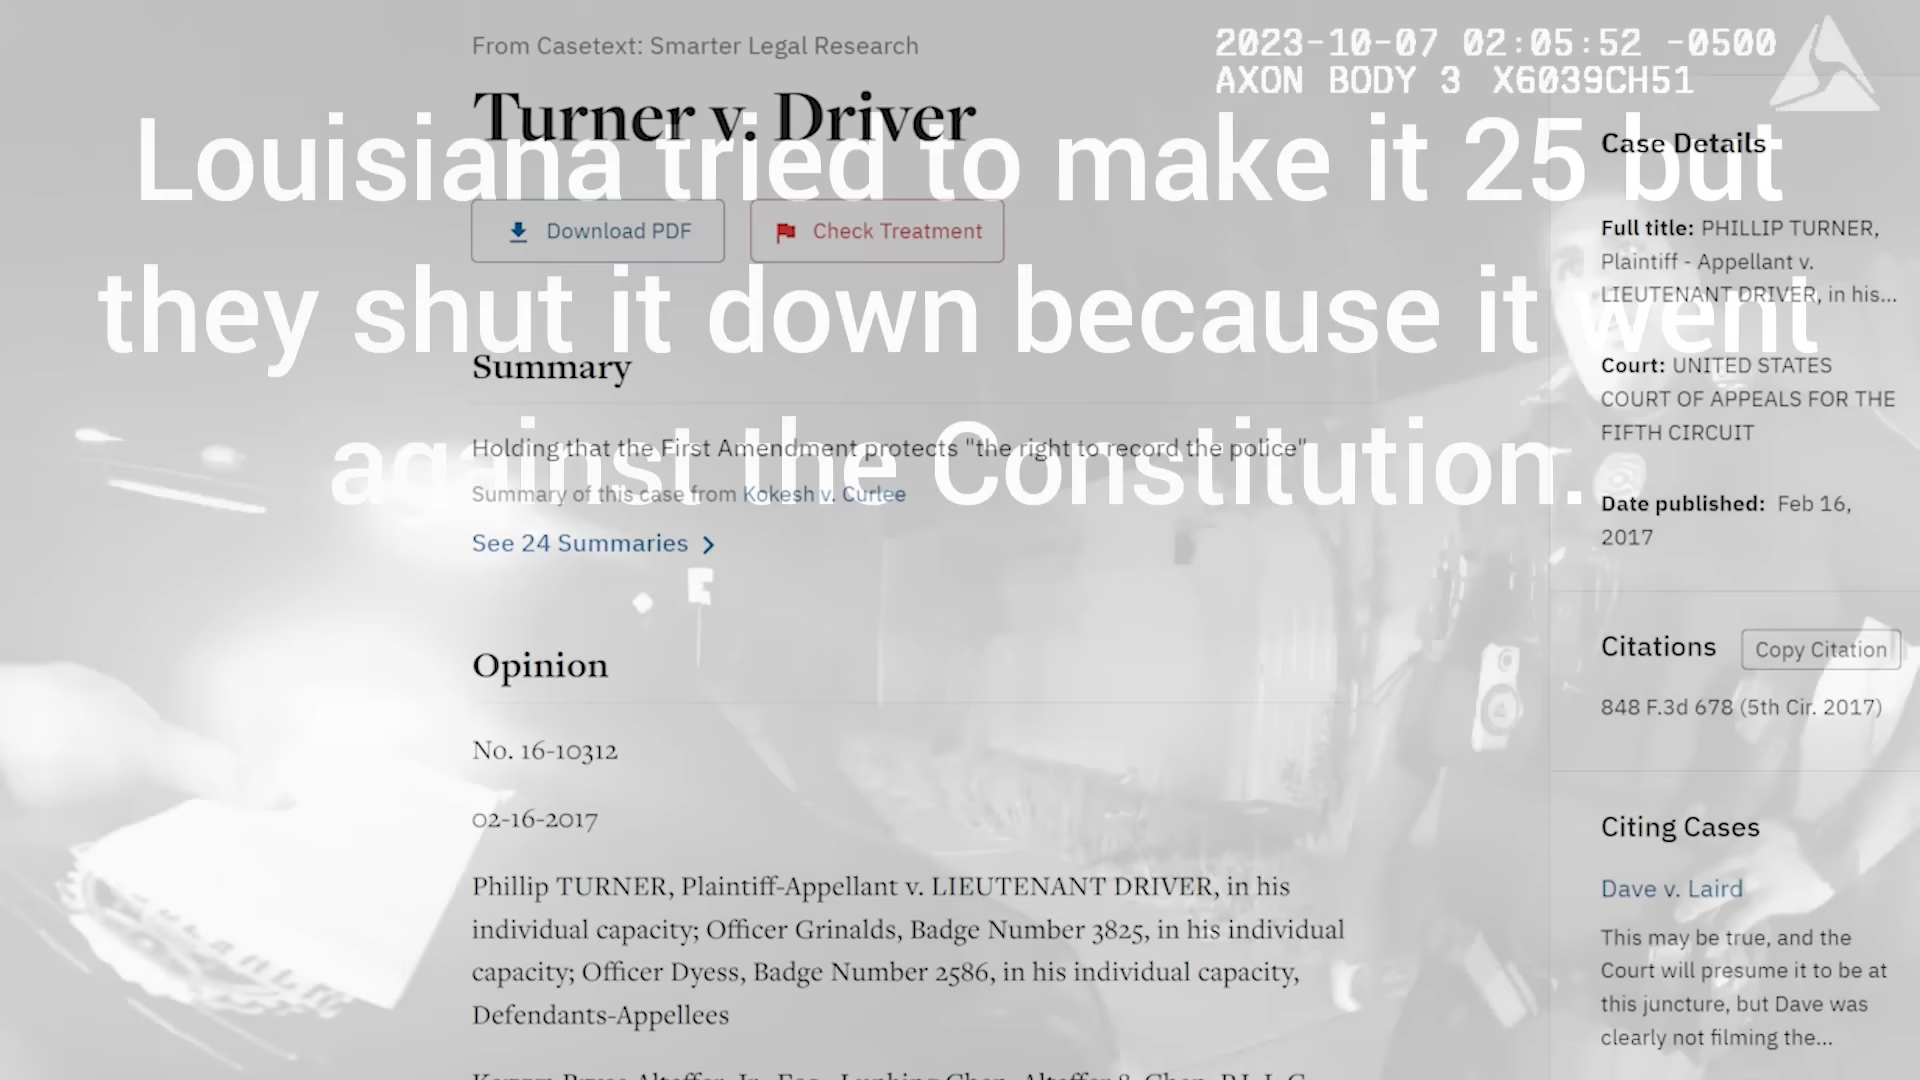 From Casetext: Smarter Legal Research
2023-10-07 02:05:52 -0500
AXON BODY 3 X6039CH51
Turner v. Driver
Louisiana tried to make it 25 but
they shut it down because it went
against the Constitution.
Download PDF
Check Treatment
Summary
Holding that the First Amendment protects "the right to record the police"
Summary of this case from Kokesh v. Curlee
See 24 Summaries
Opinion
No. 16-10312
02-16-2017
Phillip TURNER, Plaintiff-Appellant v. LIEUTENANT DRIVER, in his
individual capacity; Officer Grinalds, Badge Number 3825, in his individual
capacity; Officer Dyess, Badge Number 2586, in his individual capacity,
Defendants-Appellees
Case Details
Full title: PHILLIP TURNER,
Plaintiff - Appellant v.
LIEUTENANT DRIVER, in his...
Court: UNITED STATES
COURT OF APPEALS FOR THE
FIFTH CIRCUIT
Date published: Feb 16,
2017
Citations
Copy Citation
848 F.3d 678 (5th Cir. 2017)
Citing Cases
Dave v. Laird
This may be true, and the
Court will presume it to be at
this juncture, but Dave was
clearly not filming the...